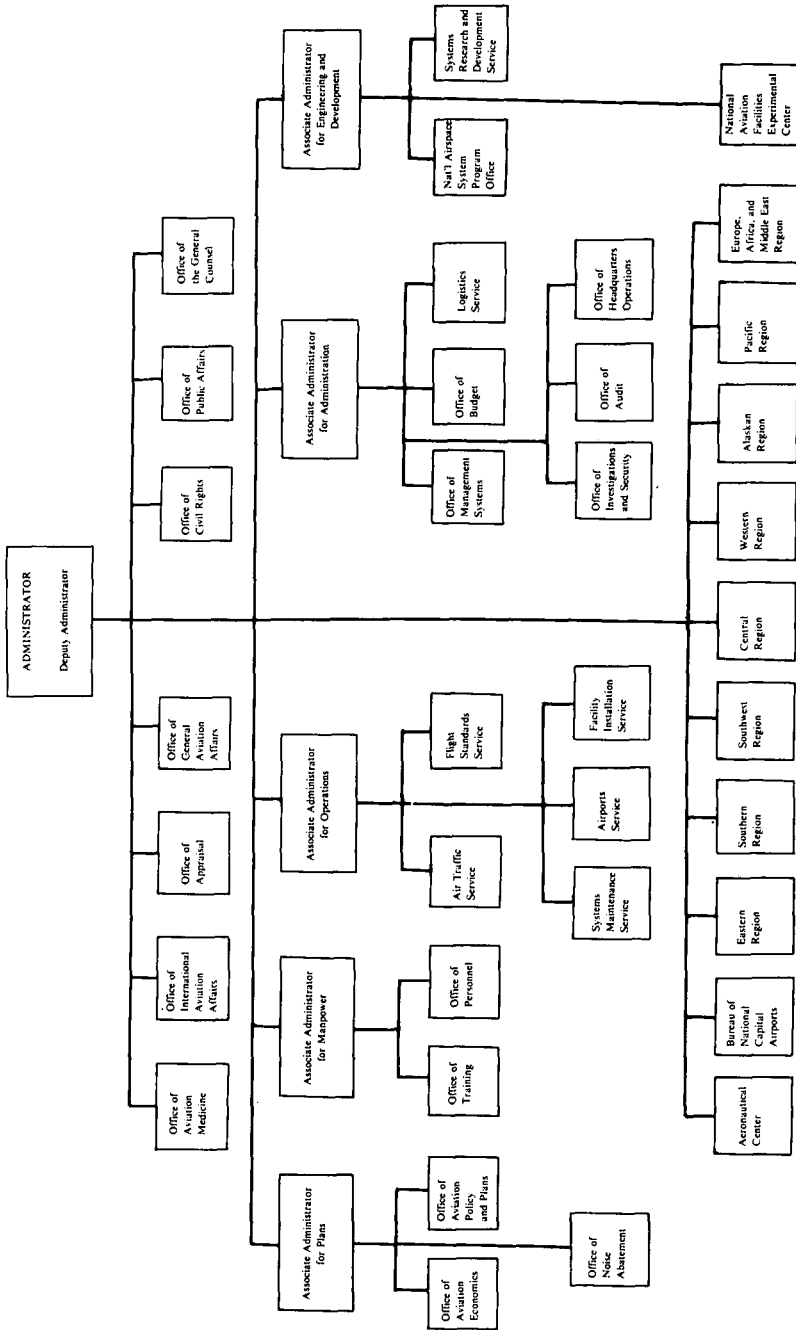 ADMINISTRATOR
Deputy Administrator
Office of
Aviation
Medicine
Office of
International
Aviation
Affairs
Office of
Appraisal
Office of
General
Aviation
Affairs
Office of
Civil Rights
Office of
Public Affairs
Office of
the General
Counsel
Associate Administrator
for Plans
Associate Administrator
for Manpower
Associate Administrator
for Operations
Associate Administrator
for Administration
Associate Administrator
for Engineering and
Development
Office of
Aviation
Economics
Office of
Aviation
Policy
and Plans
Office of
Noise
Abatement
Office of
Training
Office of
Personnel
Air Traffic
Service
Flight
Standards
Service
Systems
Maintenance
Service
Airports
Service
Facility
Installation
Service
Office of
Management
Systems
Office of
Budget
Logistics
Service
Office of
Investigations
and Security
Office of
Audit
Office of
Headquarters
Operations
Nat'l Airspace
System
Program
Office
Systems
Research and
Development
Service
Aeronautical
Center
Bureau of
National
Capital
Airports
Eastern
Region
Southern
Region
Southwest
Region
Central
Region
Western
Region
Alaskan
Region
Pacific
Region
Europe,
Africa, and
Middle East
Region
National
Aviation
Facilities
Experimental
Center